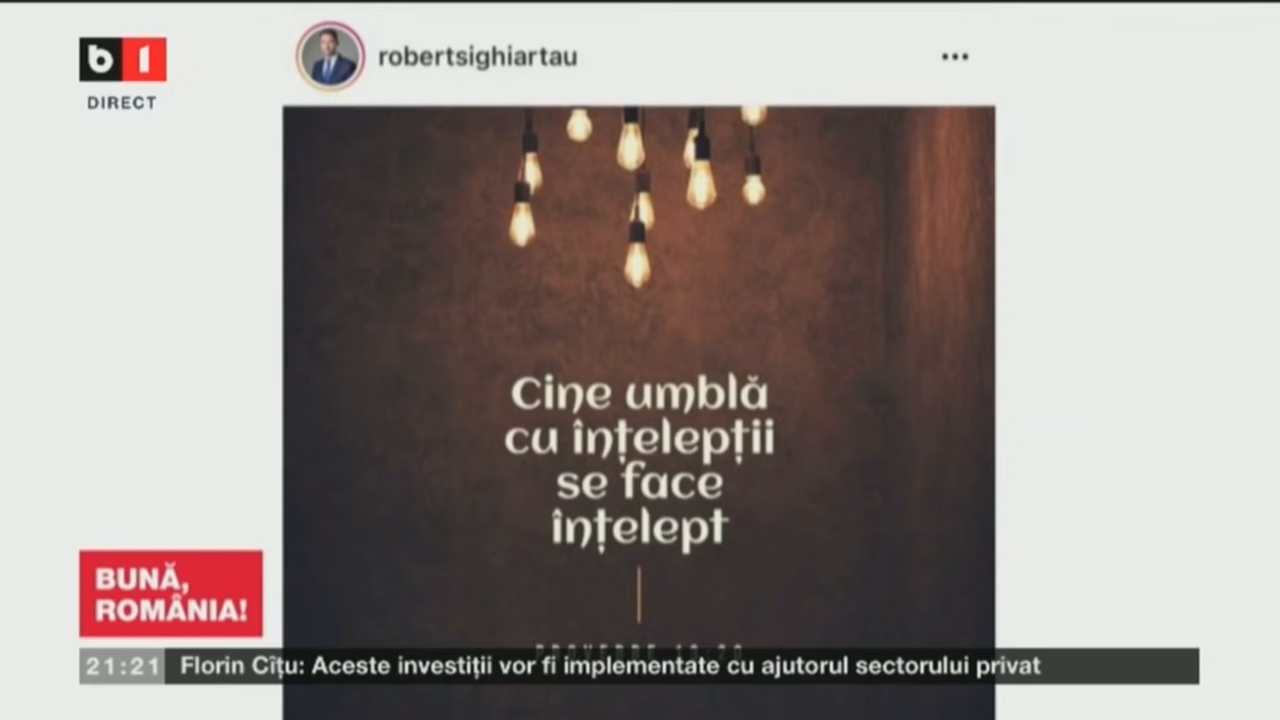 b1
DIRECT
robertsighiartau
Cine umblă
cu înțelepții
se face
înțelept
BUNĂ,
ROMÂNIA!
21:21 Florin Cîțu: Aceste investiții vor fi implementate cu ajutorul sectorului privat